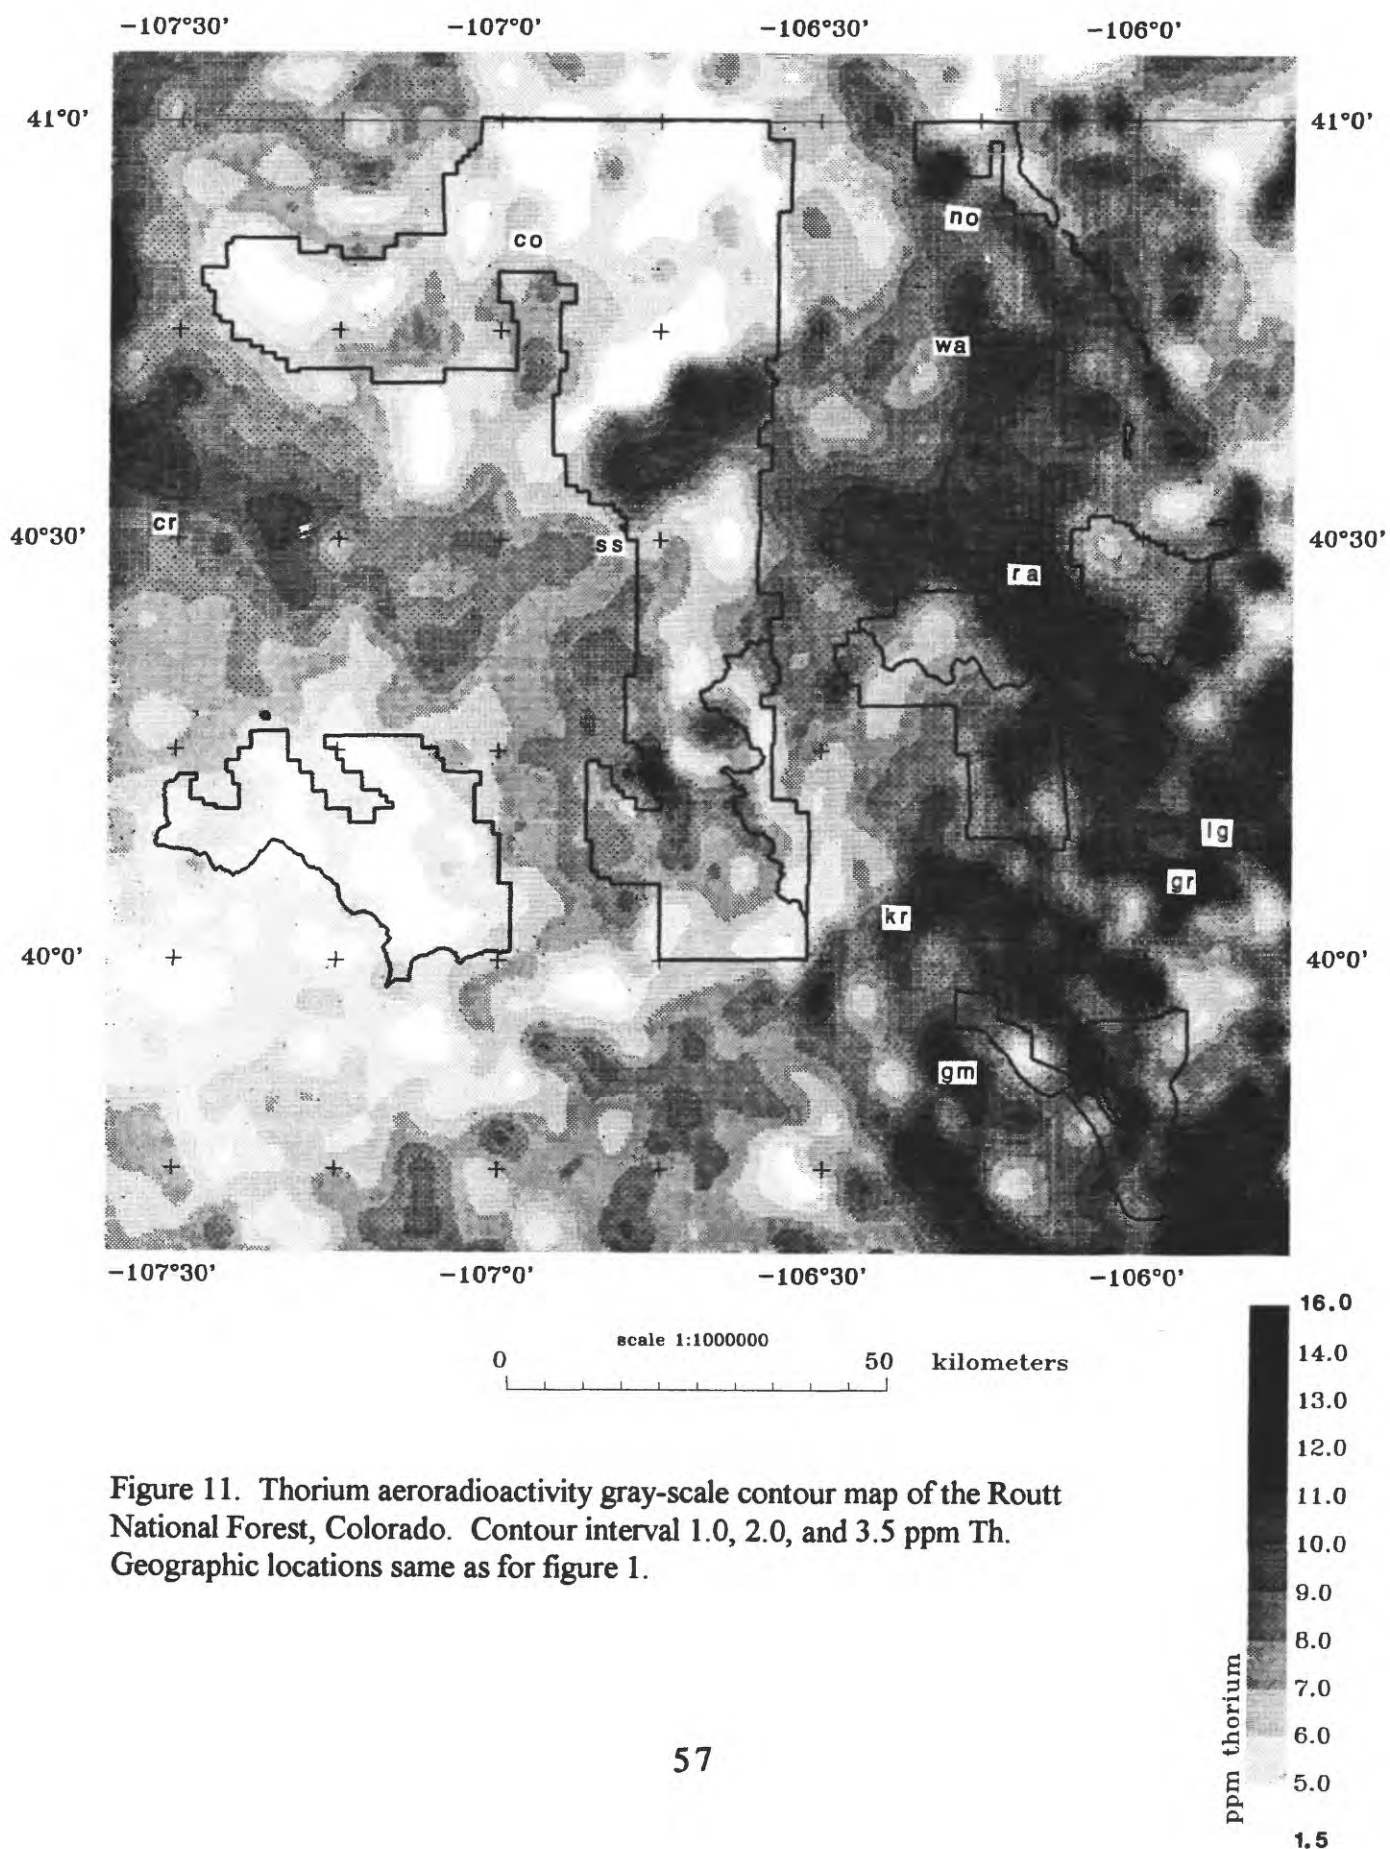 -107°30' -107°0' -106°30' -106°0'
41°0' 41°0'
no
co
wa
cr
40°30' ss 40°30'
ra
lg
gr
kr
40°0' 40°0'
gm
-107°30' -107°0' -106°30' -106°0'
scale 1:1000000
0 50 kilometers
16.0
14.0
13.0
12.0
11.0
10.0
9.0
8.0
7.0
6.0
5.0
1.5
ppm thorium
Figure 11. Thorium aeroradioactivity gray-scale contour map of the Routt
National Forest, Colorado. Contour interval 1.0, 2.0, and 3.5 ppm Th.
Geographic locations same as for figure 1.
57